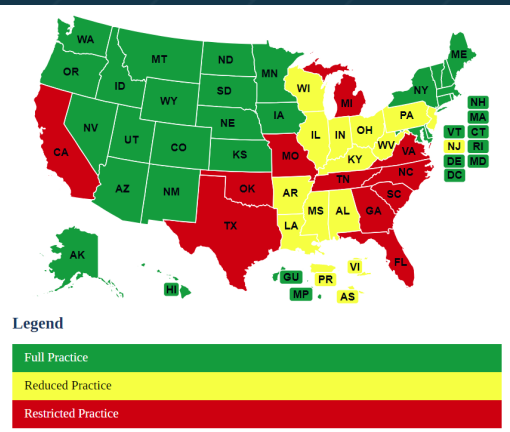 WA
MT
ND
MN
ME
OR
ID
SD
WI
NY
WY
MI
NH
IA
PA
MA
NE
NV
IL
IN
OH
VT
CT
UT
CO
KS
MO
KY
WV
VA
NJ
RI
CA
DE
MD
NC
DC
AZ
NM
OK
AR
TN
SC
TX
LA
MS
AL
GA
AK
FL
HI
GU
PR
VI
MP
AS
Legend
Full Practice
Reduced Practice
Restricted Practice